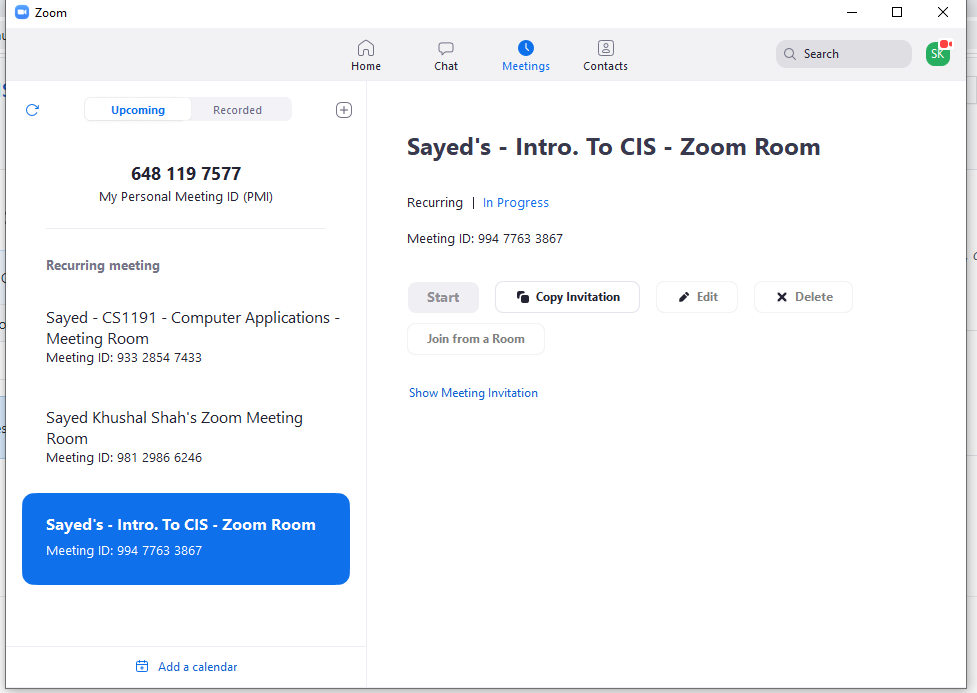 Zoom
Home
Chat
Meetings
Contacts
Search
SK
Upcoming
Recorded
648 119 7577
My Personal Meeting ID (PMI)
Recurring meeting
Sayed - CS1191 - Computer Applications -
Meeting Room
Meeting ID: 933 2854 7433
Sayed Khushal Shah's Zoom Meeting
Room
Meeting ID: 981 2986 6246
Sayed's - Intro. To CIS - Zoom Room
Meeting ID: 994 7763 3867
Add a calendar
Sayed's - Intro. To CIS - Zoom Room
Recurring | In Progress
Meeting ID: 994 7763 3867
Start
Copy Invitation
Edit
Delete
Join from a Room
Show Meeting Invitation